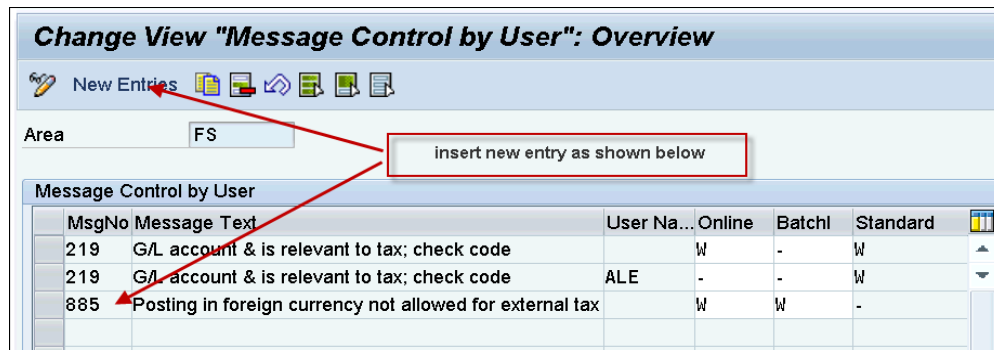 Change View "Message Control by User": Overview
New Entries
Area FS
insert new entry as shown below
Message Control by User
MsgNo Message Text User Na... Online BatchI Standard
219 G/L account & is relevant to tax; check code W - W
219 G/L account & is relevant to tax; check code ALE - - W
885 Posting in foreign currency not allowed for external tax W W -